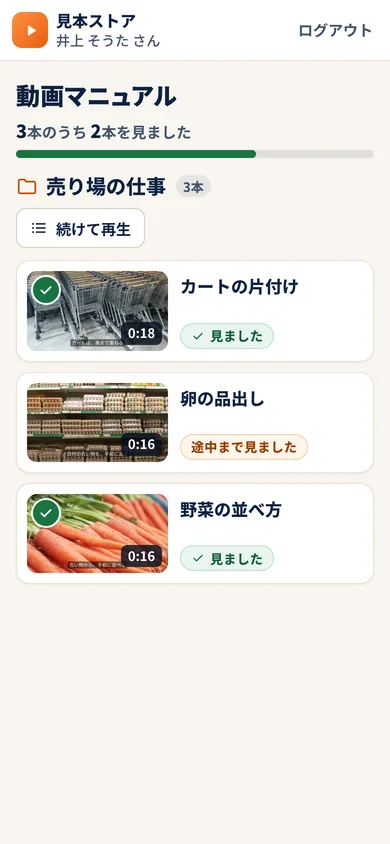 見本ストア
井上 そうた さん
ログアウト
動画マニュアル
3本のうち 2本を見ました
売り場の仕事
3本
続けて再生
カートの片付け
0:18
見ました
卵の品出し
0:16
途中まで見ました
野菜の並べ方
0:16
見ました